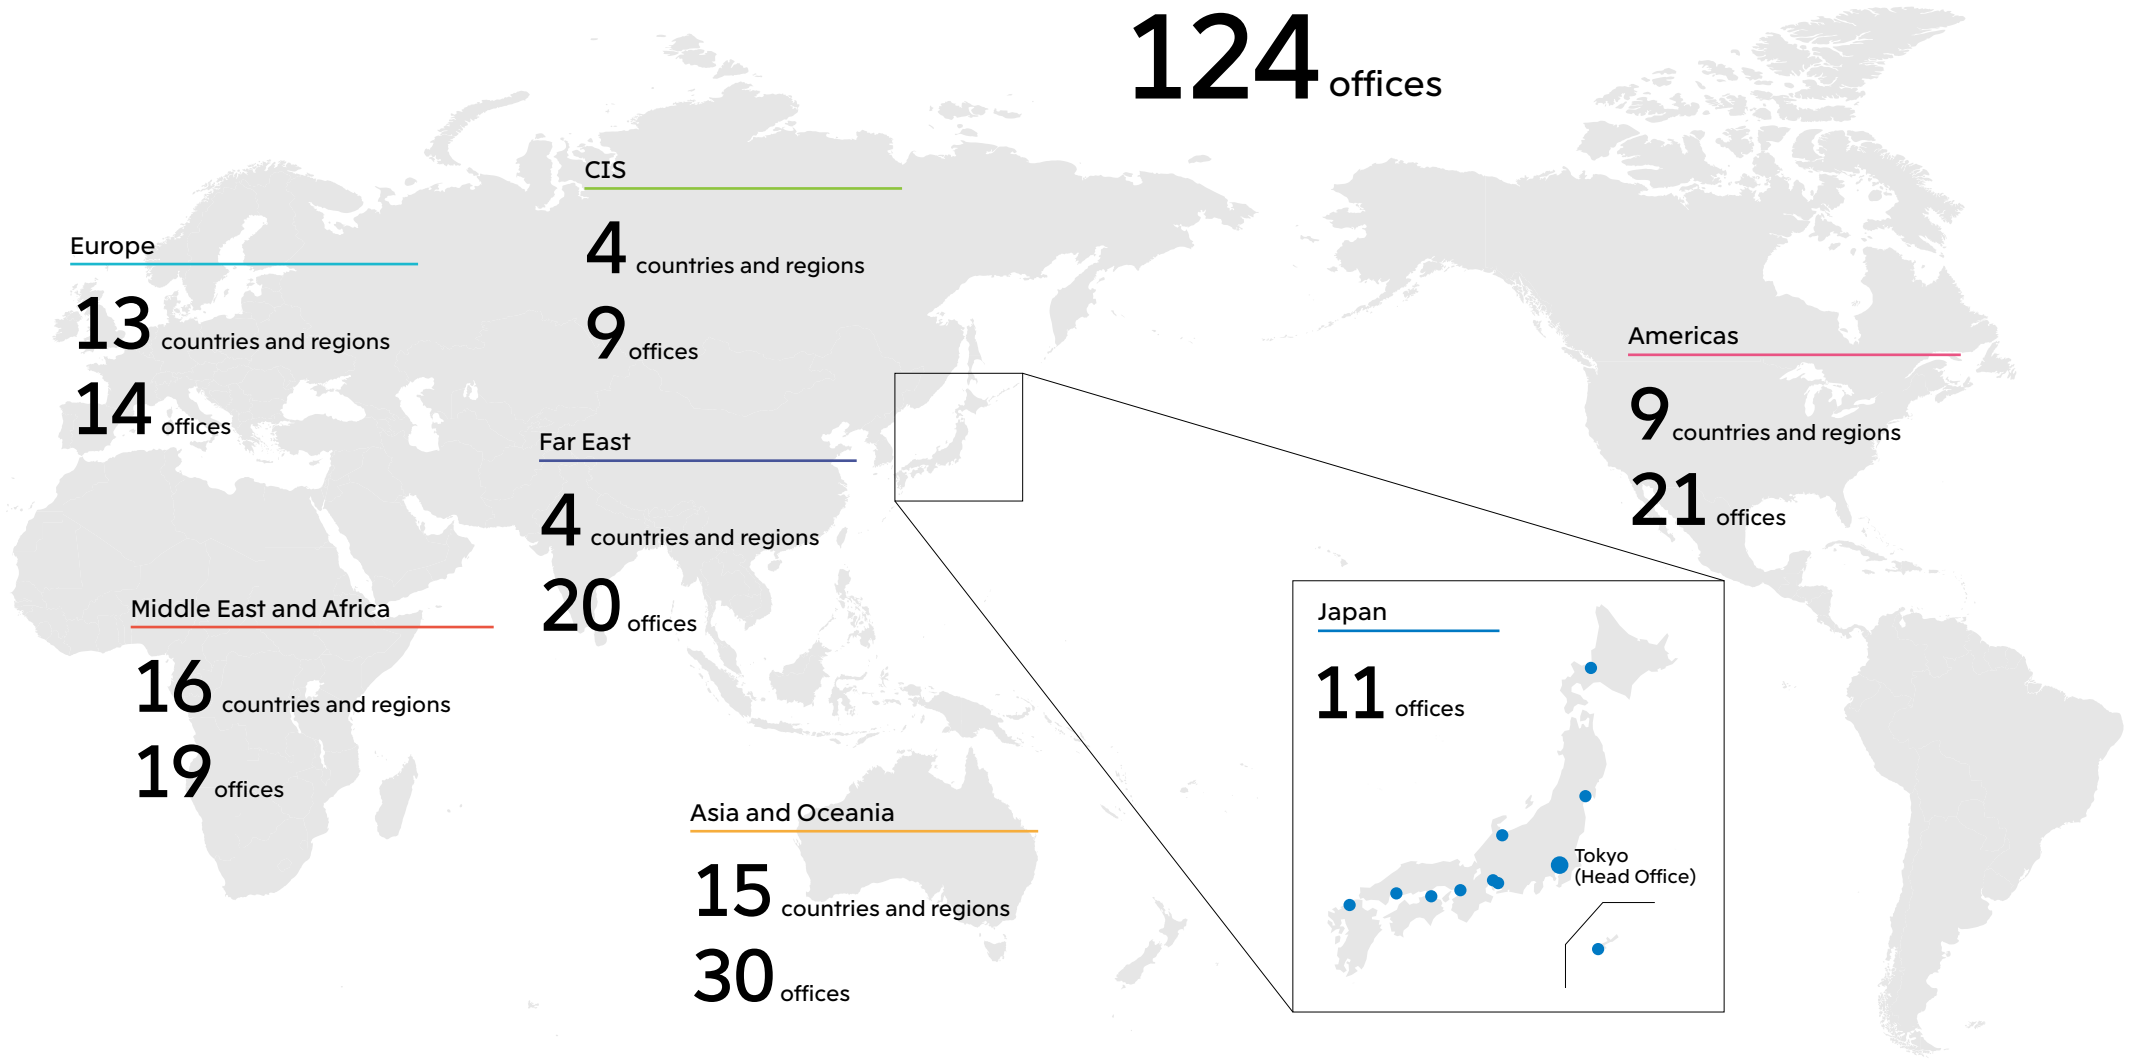 124 offices
CIS
4 countries and regions
9 offices
Europe
13 countries and regions
14 offices
Americas
9 countries and regions
21 offices
Far East
4 countries and regions
20 offices
Middle East and Africa
16 countries and regions
19 offices
Japan
11 offices
Tokyo
(Head Office)
Asia and Oceania
15 countries and regions
30 offices